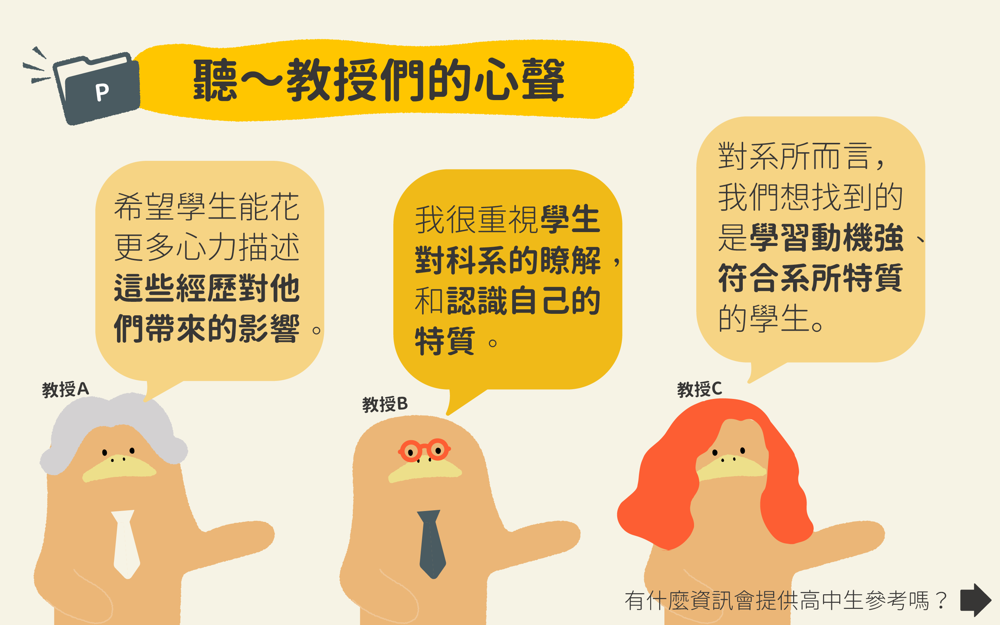 P
聽～教授們的心聲
希望學生能花
更多心力描述
這些經歷對他
們帶來的影響。
教授A
我很重視學生
對科系的瞭解，
和認識自己的
特質。
教授B
對系所而言，
我們想找到的
是學習動機強、
符合系所特質
的學生。
教授C
有什麼資訊會提供高中生參考嗎？